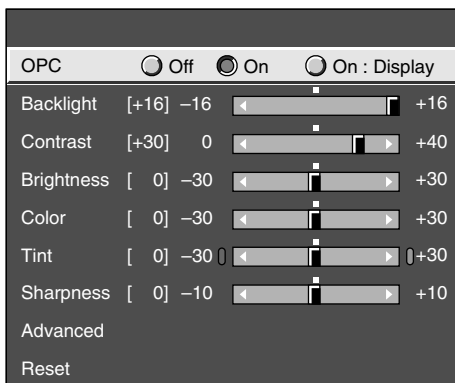 OPC Off On On : Display
Backlight [+16] –16 +16
Contrast [+30] 0 +40
Brightness [ 0] –30 +30
Color [ 0] –30 +30
Tint [ 0] –30 +30
Sharpness [ 0] –10 +10
Advanced
Reset